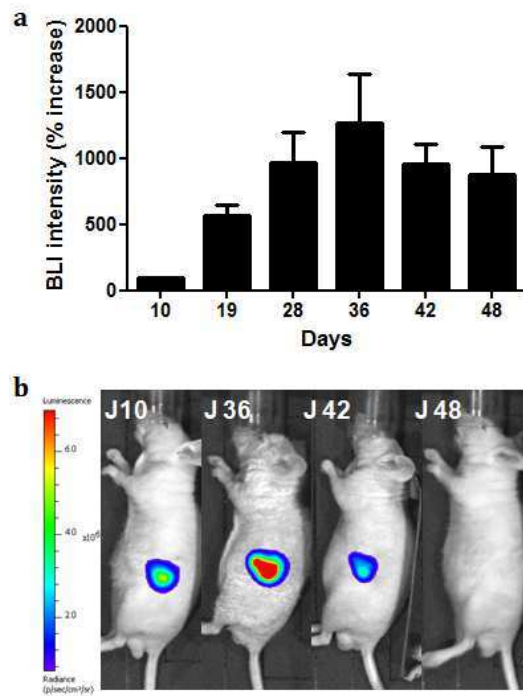 a
BLI intensity (% increase)
2000
1500
1000
500
0
10 19 28 36 42 48
Days
b
Luminescence
J10 J 36 J 42 J 48
6.0
4.0
x10⁶
2.0
Radiance
(p/sec/cm²/sr)